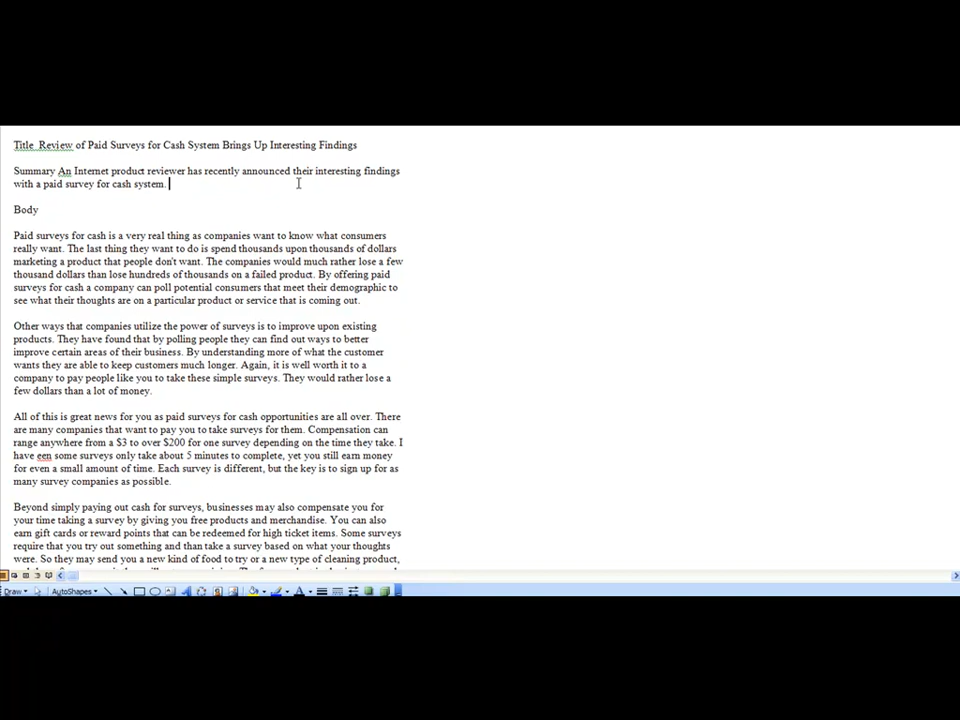 Title Review of Paid Surveys for Cash System Brings Up Interesting Findings
Summary An Internet product reviewer has recently announced their interesting findings
with a paid survey for cash system.
Body
Paid surveys for cash is a very real thing as companies want to know what consumers
really want. The last thing they want to do is spend thousands upon thousands of dollars
marketing a product that people don't want. The companies would much rather lose a few
thousand dollars than lose hundreds of thousands on a failed product. By offering paid
surveys for cash a company can poll potential consumers that meet their demographic to
see what their thoughts are on a particular product or service that is coming out.
Other ways that companies utilize the power of surveys is to improve upon existing
products. They have found that by polling people they can find out ways to better
improve certain areas of their business. By understanding more of what the customer
wants they are able to keep customers much longer. Again, it is well worth it to a
company to pay people like you to take these simple surveys. They would rather lose a
few dollars than a lot of money.
All of this is great news for you as paid surveys for cash opportunities are all over. There
are many companies that want to pay you to take surveys for them. Compensation can
range anywhere from a $3 to over $200 for one survey depending on the time they take. I
have een some surveys only take about 5 minutes to complete, yet you still earn money
for even a small amount of time. Each survey is different, but the key is to sign up for as
many survey companies as possible.
Beyond simply paying out cash for surveys, businesses may also compensate you for
your time taking a survey by giving you free products and merchandise. You can also
earn gift cards or reward points that can be redeemed for high ticket items. Some surveys
require that you try out something and than take a survey based on what your thoughts
were. So they may send you a new kind of food to try or a new type of cleaning product,
Draw AutoShapes